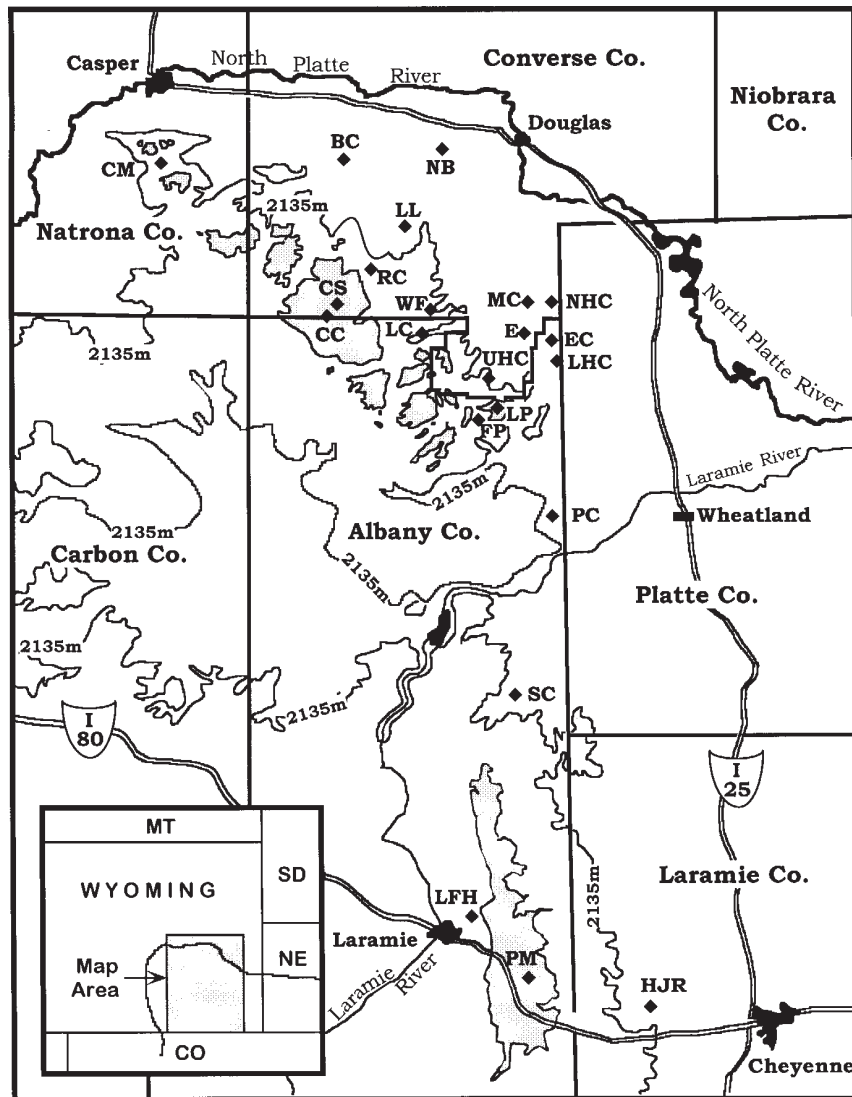 North Platte River
Converse Co.
Casper
Niobrara
Co.
Douglas
BC
NB
CM
2135m
LL
Natrona Co.
RC
CS
WF
MC
NHC
CC
LC
E
EC
2135m
UHC
LHC
North Platte River
LP
FP
Laramie River
2135m
2135m
Albany Co.
PC
Wheatland
Carbon Co.
2135m
Platte Co.
2135m
SC
2135m
I
80
I
25
MT
WYOMING
SD
Laramie Co.
2135m
LFH
Laramie
NE
Map
Area
PM
Laramie
River
HJR
CO
Cheyenne